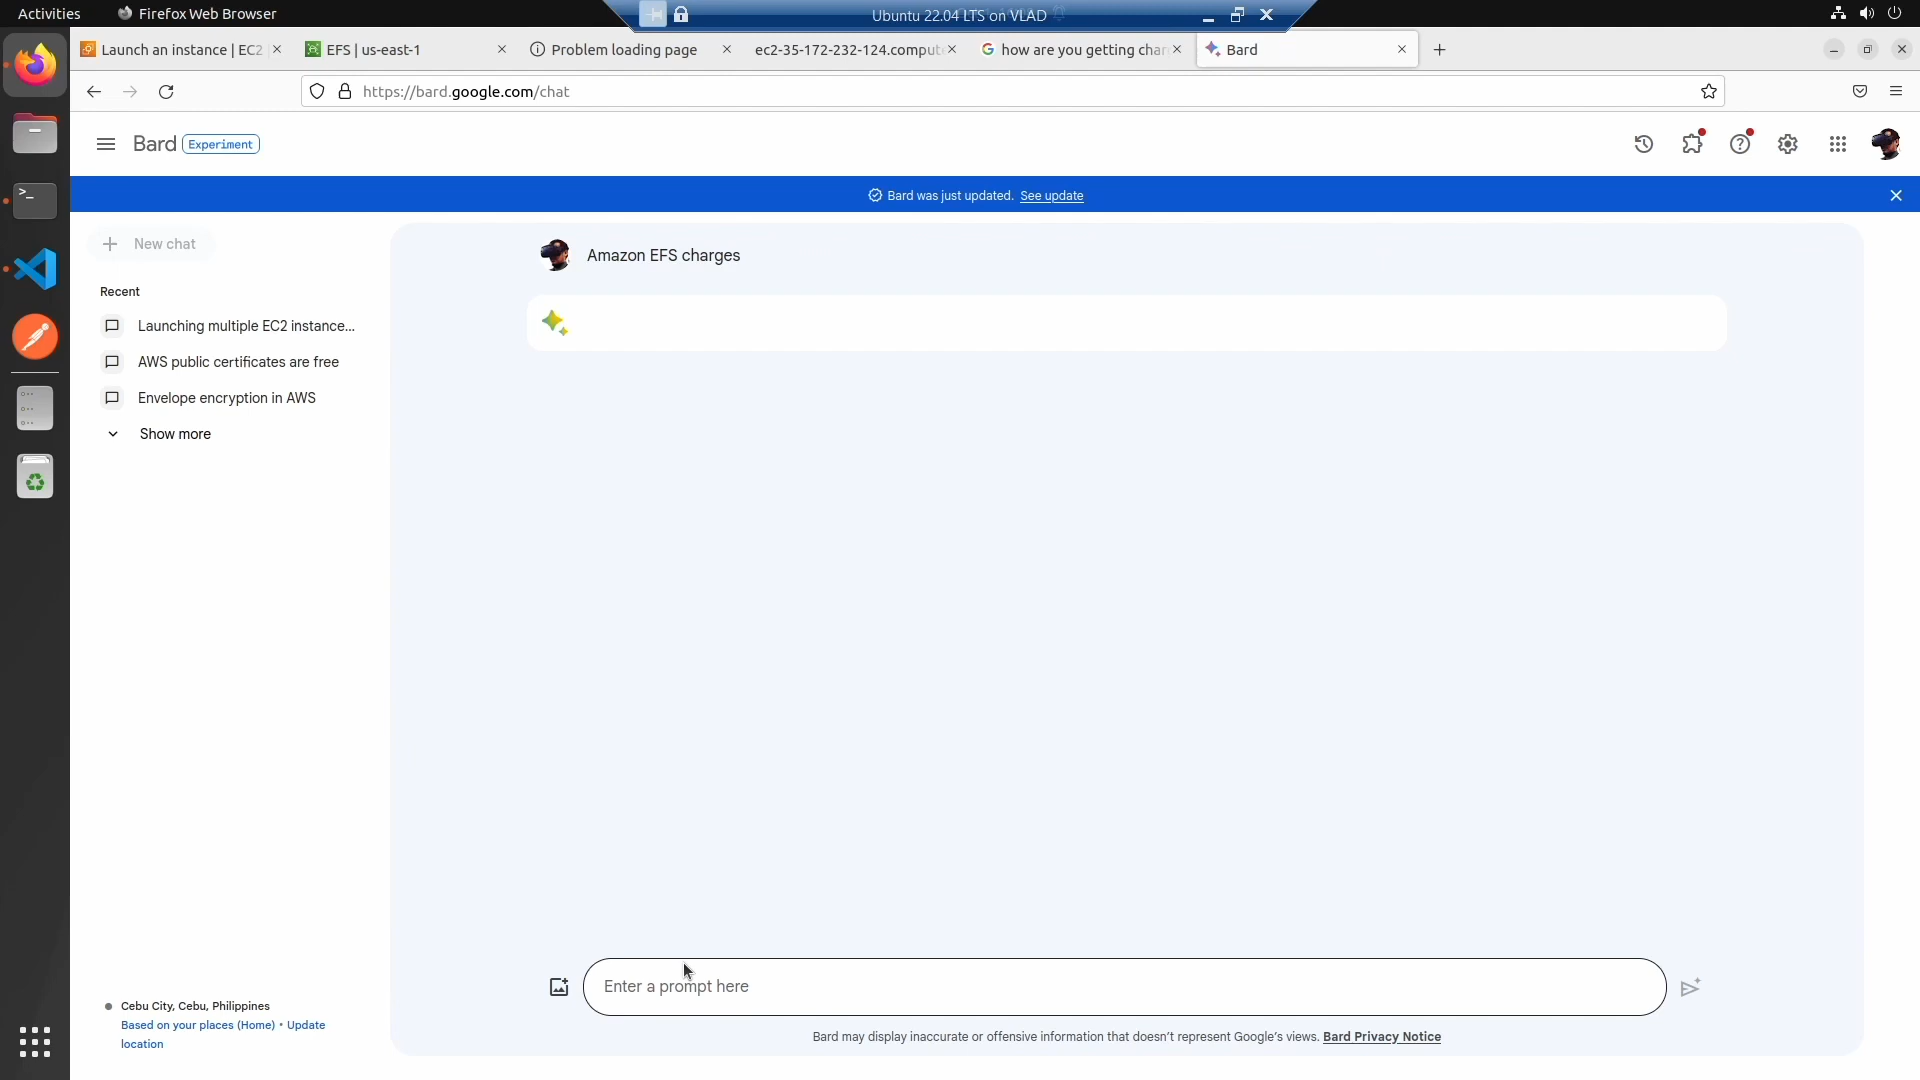 Activities
Firefox Web Browser
Ubuntu 22.04 LTS on VLAD
Launch an instance | EC2
EFS | us-east-1
Problem loading page
ec2-35-172-232-124.comput
how are you getting char
Bard
https://bard.google.com/chat
Bard Experiment
Bard was just updated. See update
New chat
Amazon EFS charges
Recent
Launching multiple EC2 instance...
AWS public certificates are free
Envelope encryption in AWS
Show more
Enter a prompt here
Cebu City, Cebu, Philippines
Based on your places (Home) • Update
location
Bard may display inaccurate or offensive information that doesn't represent Google's views. Bard Privacy Notice